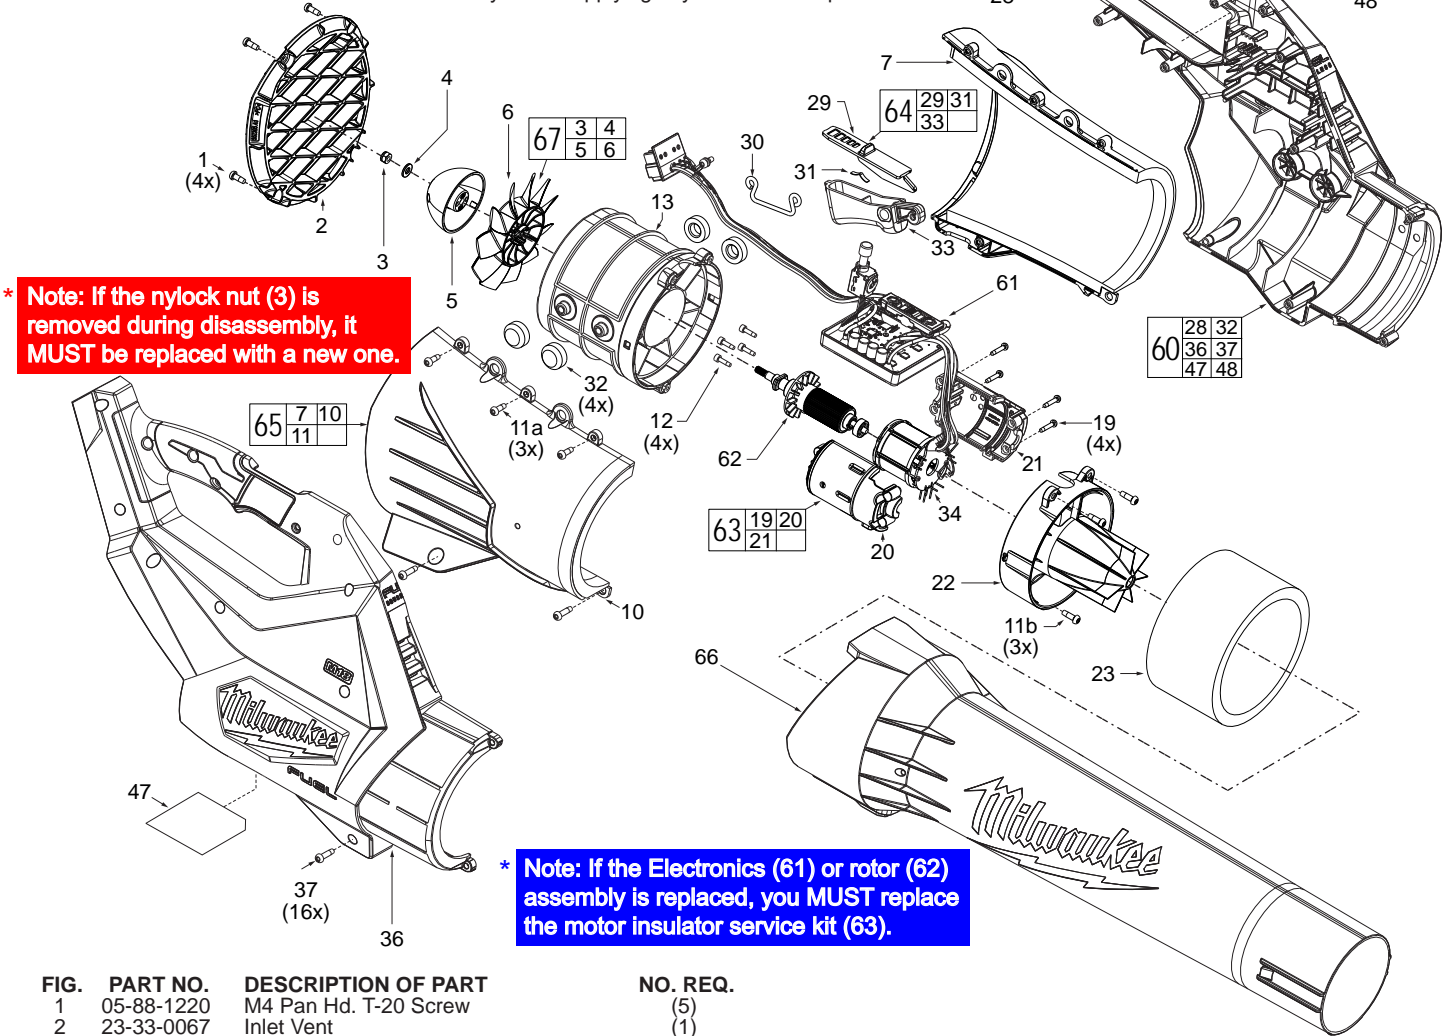 28
48
7
29
64 29 31
33
4
6
67 3 4
5 6
30
31
1
(4x)
2
3
5
13
33
61
* Note: If the nylock nut (3) is
removed during disassembly, it
MUST be replaced with a new one.
60 28 32
36 37
47 48
65 7 10
11
11a
(3x)
32
(4x)
12
(4x)
62
19
(4x)
21
34
63 19 20
21
20
22
10
11b
(3x)
23
66
FUEL
Milwaukee
FUEL
47
37
(16x)
36
Milwaukee
* Note: If the Electronics (61) or rotor (62)
assembly is replaced, you MUST replace
the motor insulator service kit (63).
FIG. PART NO. DESCRIPTION OF PART NO. REQ.
1 05-88-1220 M4 Pan Hd. T-20 Screw (5)
2 23-33-0067 Inlet Vent (1)